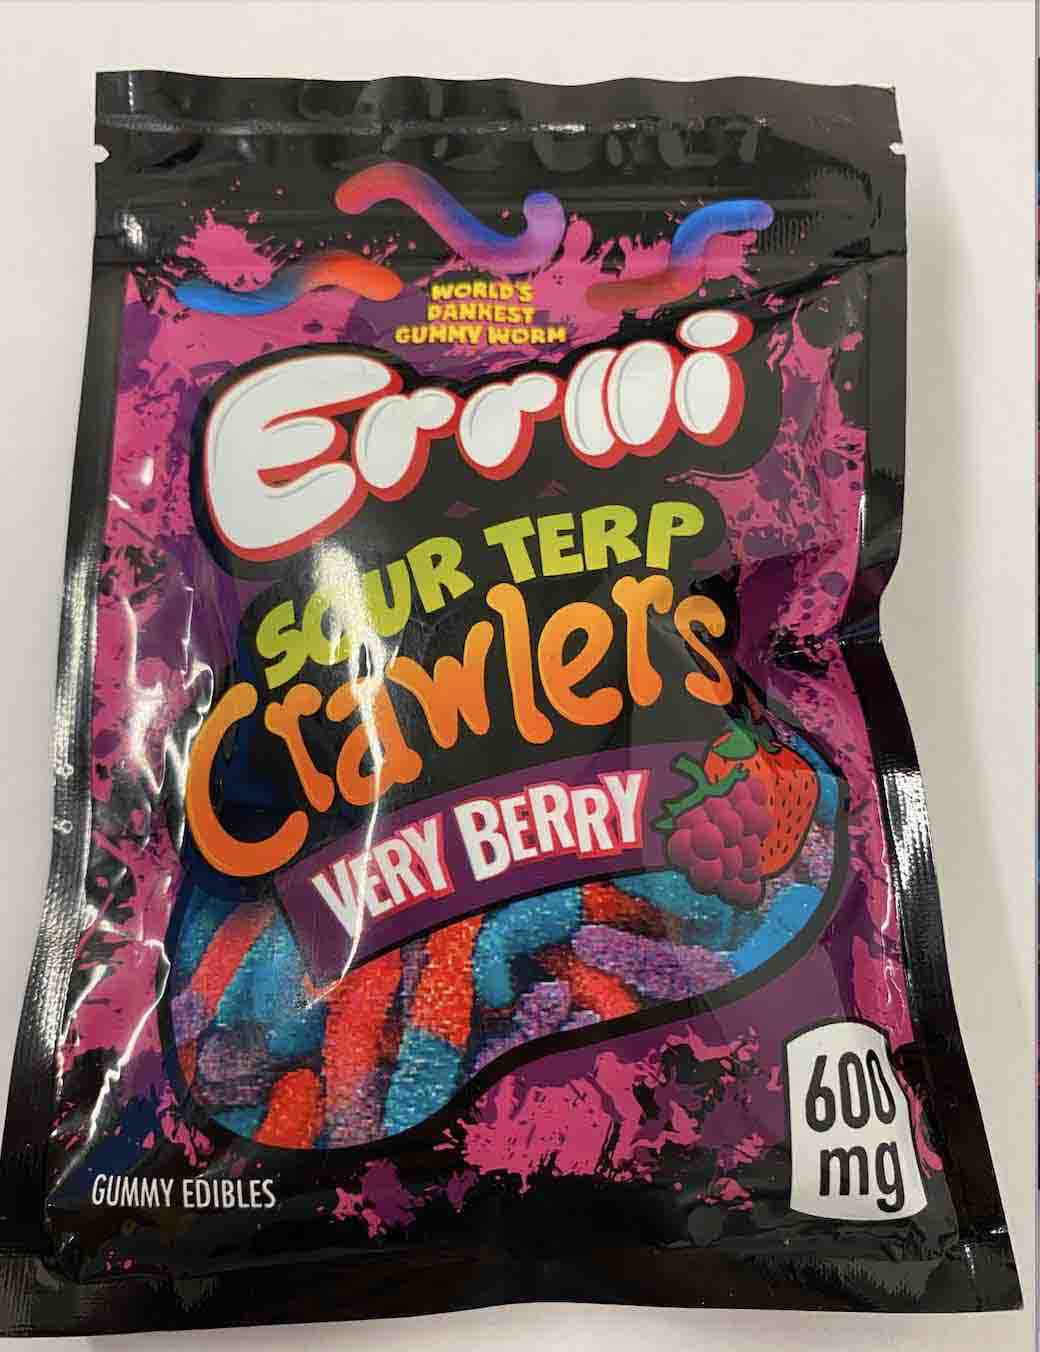 WORLD'S
DANKEST
GUMMY WORM
Errlli
SOUR TERP
Crawlers
VERY BERRY
600
mg
GUMMY EDIBLES